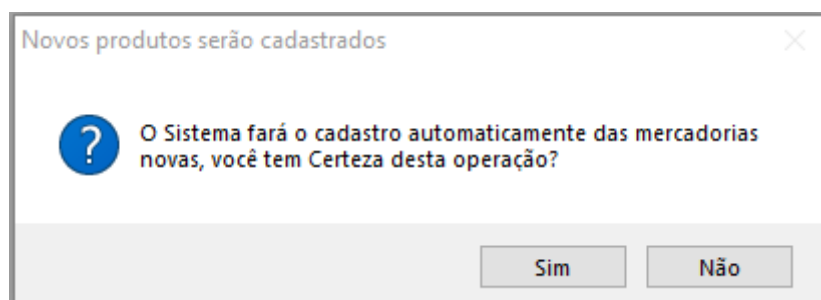 Novos produtos serão cadastrados
O Sistema fará o cadastro automaticamente das mercadorias
novas, você tem Certeza desta operação?
Sim
Não